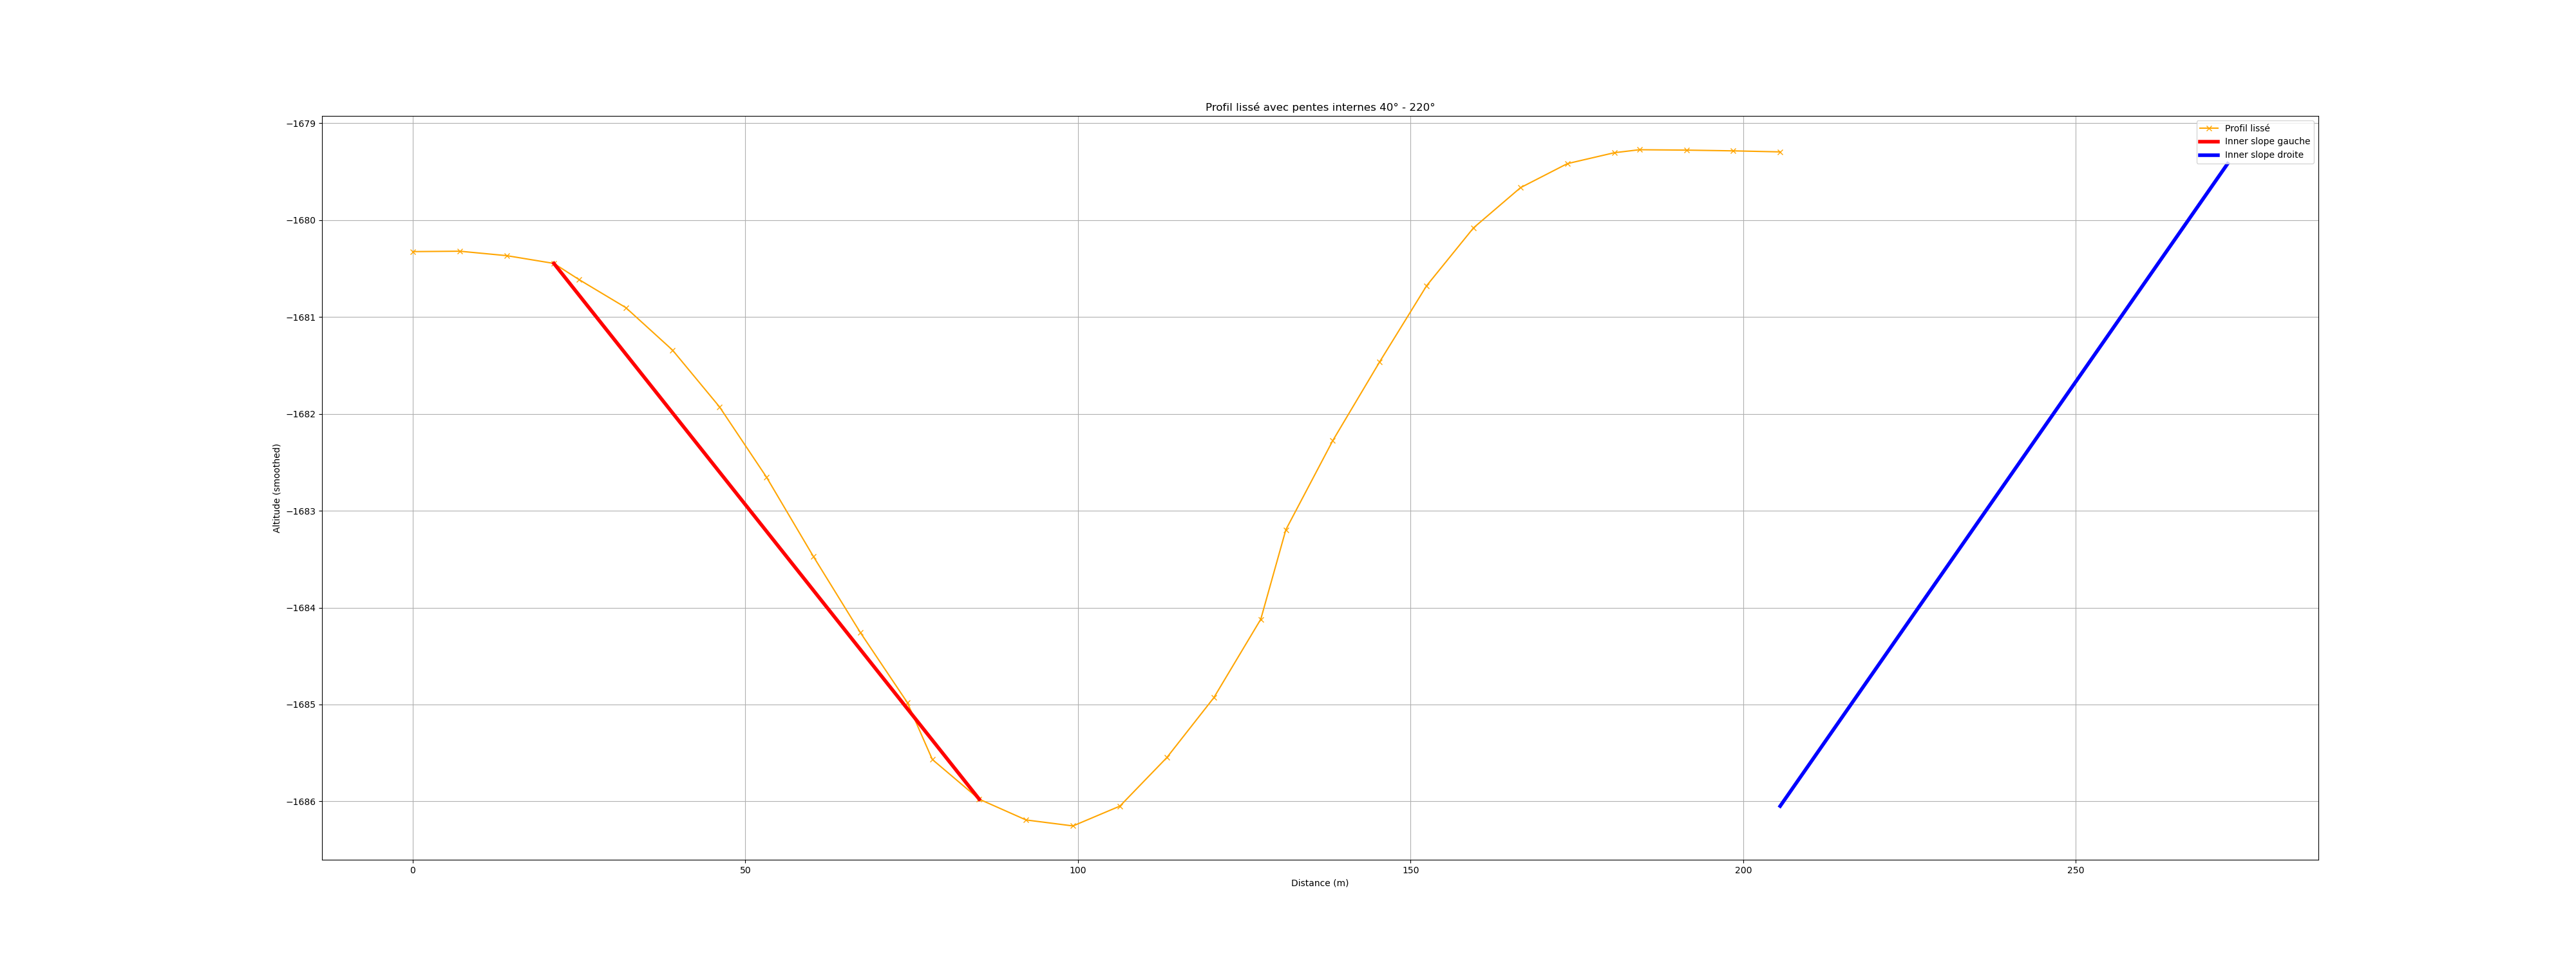 Profil lissé avec pentes internes 40° - 220°
Profil lissé
Inner slope gauche
Inner slope droite
Altitude (smoothed)
−1679
−1680
−1681
−1682
−1683
−1684
−1685
−1686
0
50
100
150
200
250
Distance (m)